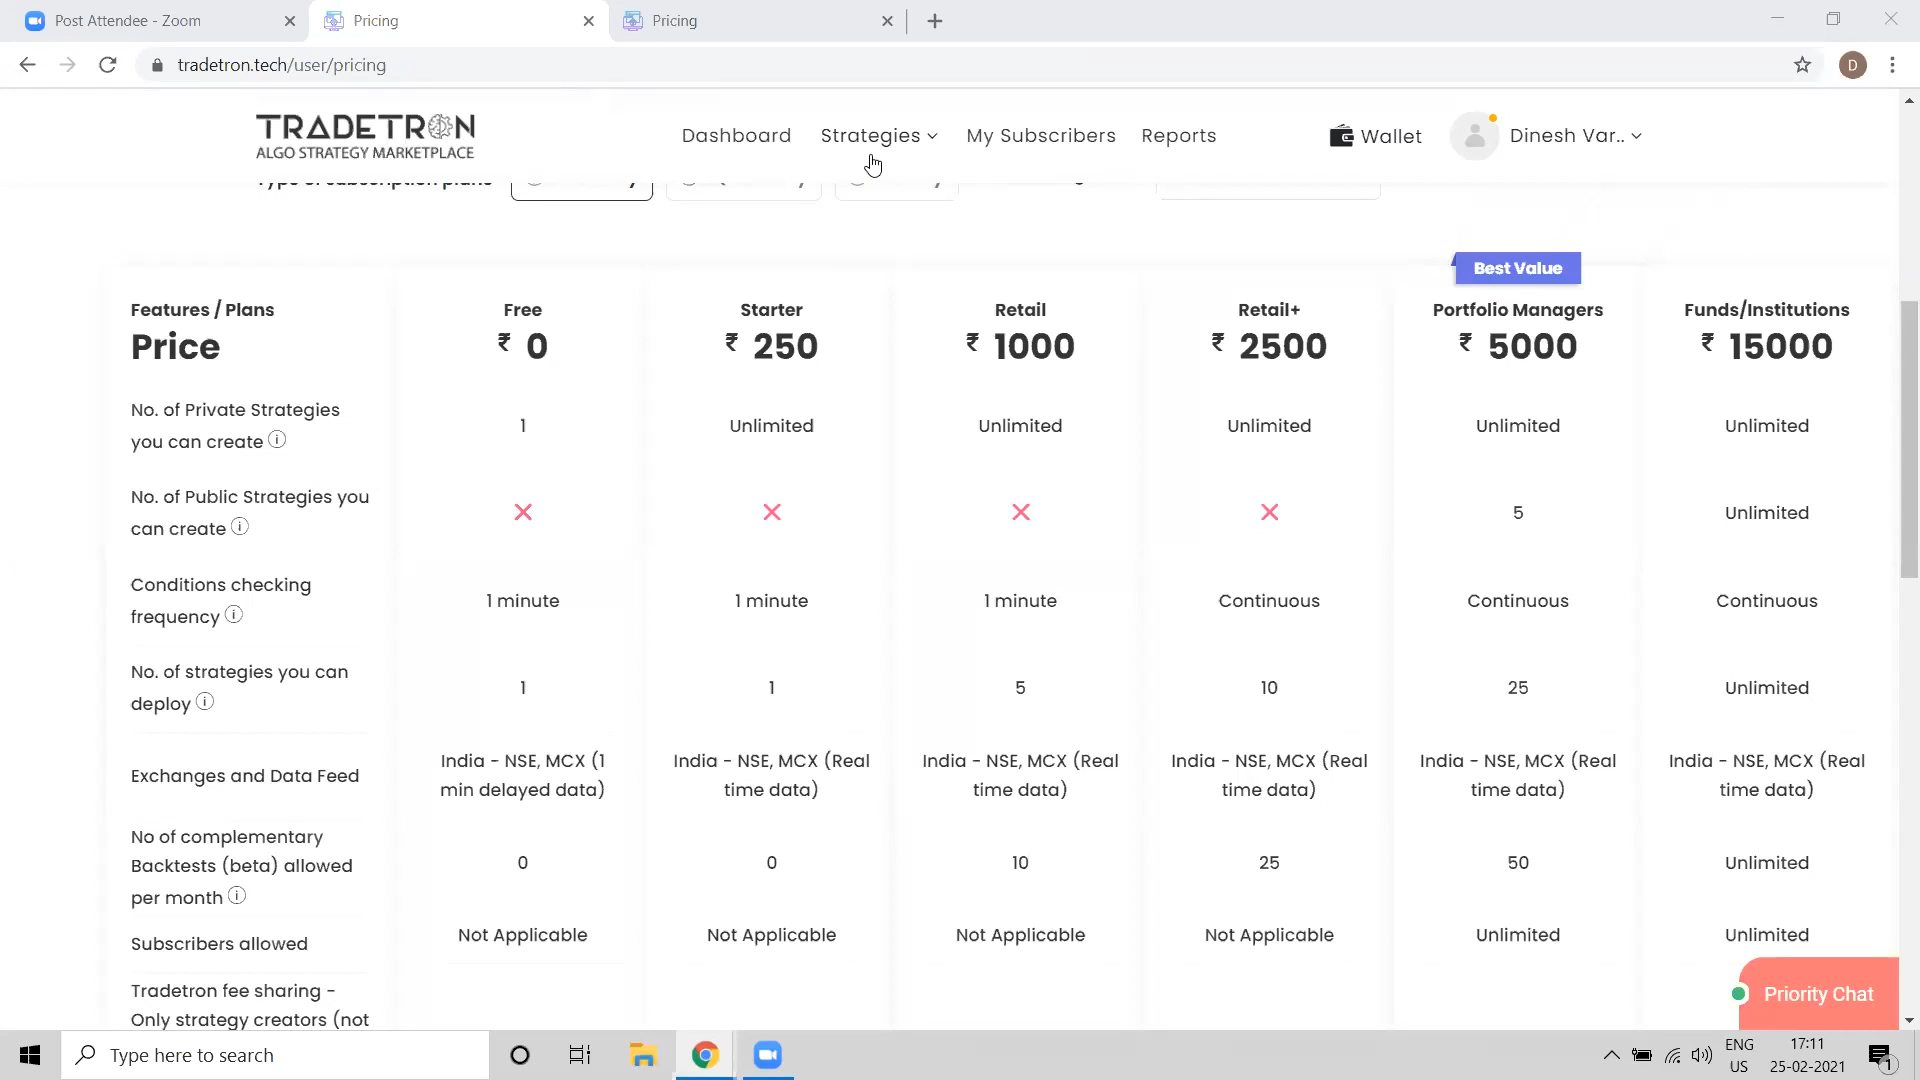 Post Attendee - Zoom
Pricing
Pricing
tradetron.tech/user/pricing
D
TRADETRON
ALGO STRATEGY MARKETPLACE
Dashboard
Strategies
My Subscribers
Reports
Wallet
Dinesh Var..
Type of subscription plans
Best Value
Features / Plans Free Starter Retail Retail+ Portfolio Managers Funds/Institutions
Price ₹ 0 ₹ 250 ₹ 1000 ₹ 2500 ₹ 5000 ₹ 15000
No. of Private Strategies
you can create
1 Unlimited Unlimited Unlimited Unlimited Unlimited
No. of Public Strategies you
can create
5 Unlimited
Conditions checking
frequency
1 minute 1 minute 1 minute Continuous Continuous Continuous
No. of strategies you can
deploy
1 1 5 10 25 Unlimited
Exchanges and Data Feed
India - NSE, MCX (1 India - NSE, MCX (Real India - NSE, MCX (Real India - NSE, MCX (Real India - NSE, MCX (Real India - NSE, MCX (Real
min delayed data) time data) time data) time data) time data) time data)
No of complementary
Backtests (beta) allowed
per month
0 0 10 25 50 Unlimited
Subscribers allowed Not Applicable Not Applicable Not Applicable Not Applicable Unlimited Unlimited
Tradetron fee sharing -
Only strategy creators (not
Priority Chat
Type here to search
ENG
US
17:11
25-02-2021
1